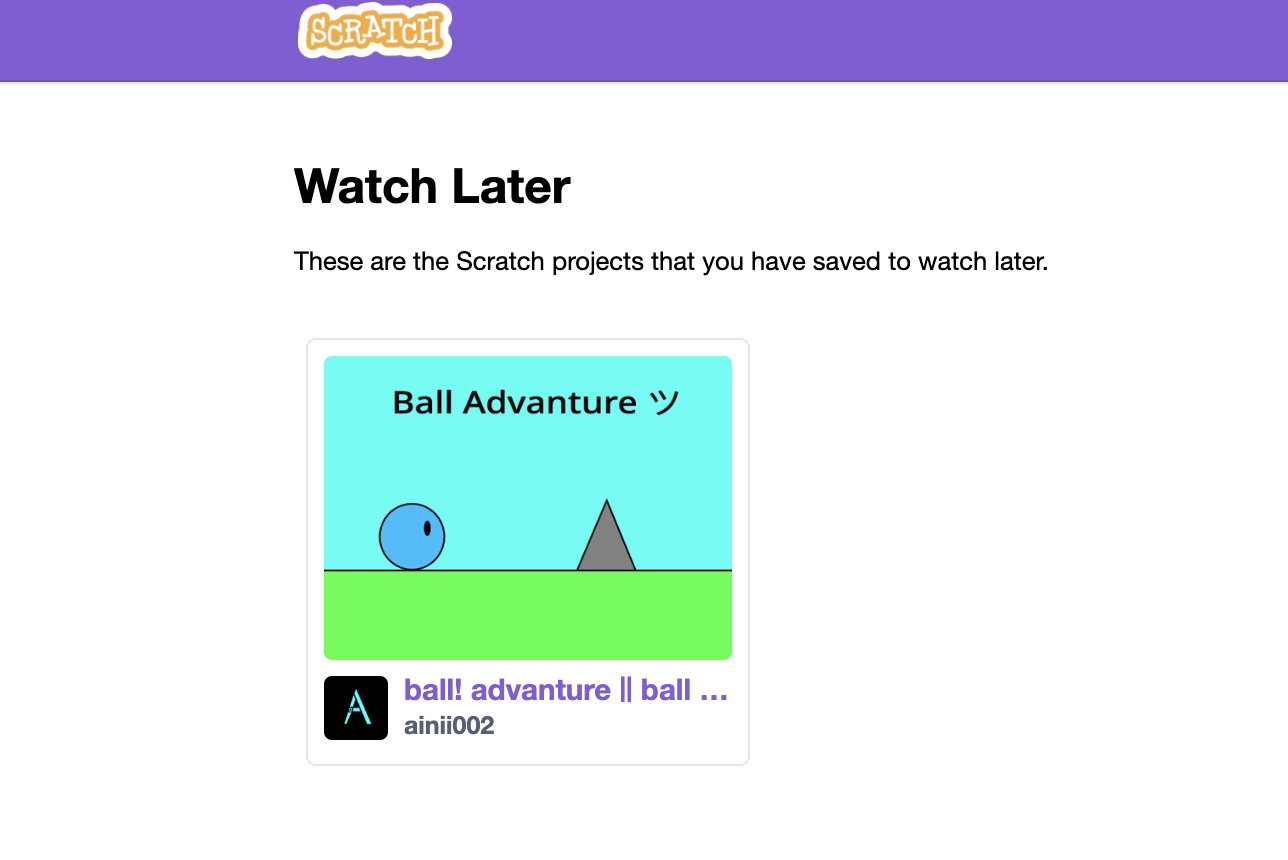 SCRATCH
Watch Later
These are the Scratch projects that you have saved to watch later.
Ball Advanture ツ
A
ball! advanture || ball ...
ainii002